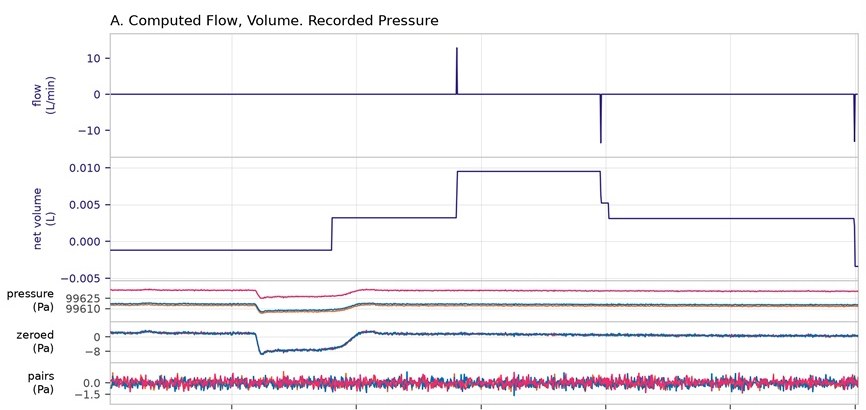 A. Computed Flow, Volume. Recorded Pressure
10
0
−10
flow
(L/min)
0.010
0.005
0.000
−0.005
net volume
(L)
pressure
(Pa)
99625
99610
zeroed
(Pa)
0
−8
pairs
(Pa)
0.0
−1.5